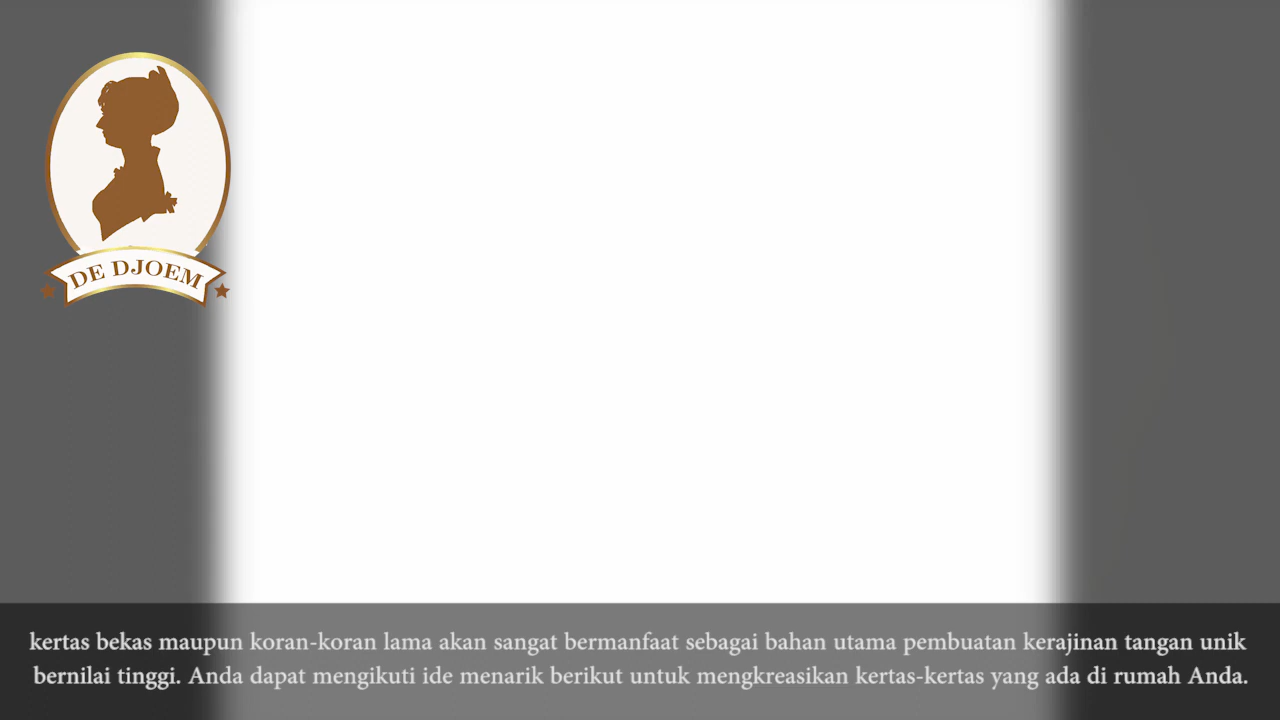 DE DJOEM
kertas bekas maupun koran-koran lama akan sangat bermanfaat sebagai bahan utama pembuatan kerajinan tangan unik
bernilai tinggi. Anda dapat mengikuti ide menarik berikut untuk mengkreasikan kertas-kertas yang ada di rumah Anda.